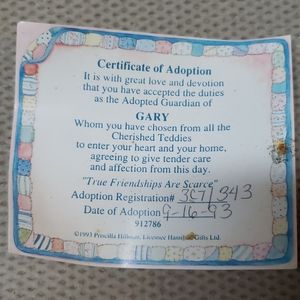 Certificate of Adoption
It is with great love and devotion
that you have accepted the duties
as the Adopted Guardian of
GARY
Whom you have chosen from all the
Cherished Teddies
to enter your heart and your home,
agreeing to give tender care
and affection from this day.
"True Friendships Are Scarce"
Adoption Registration# 3C71343
Date of Adoption 9-16-93
912786
©1993 Priscilla Hillman, Licensee Hamilton Gifts Ltd.